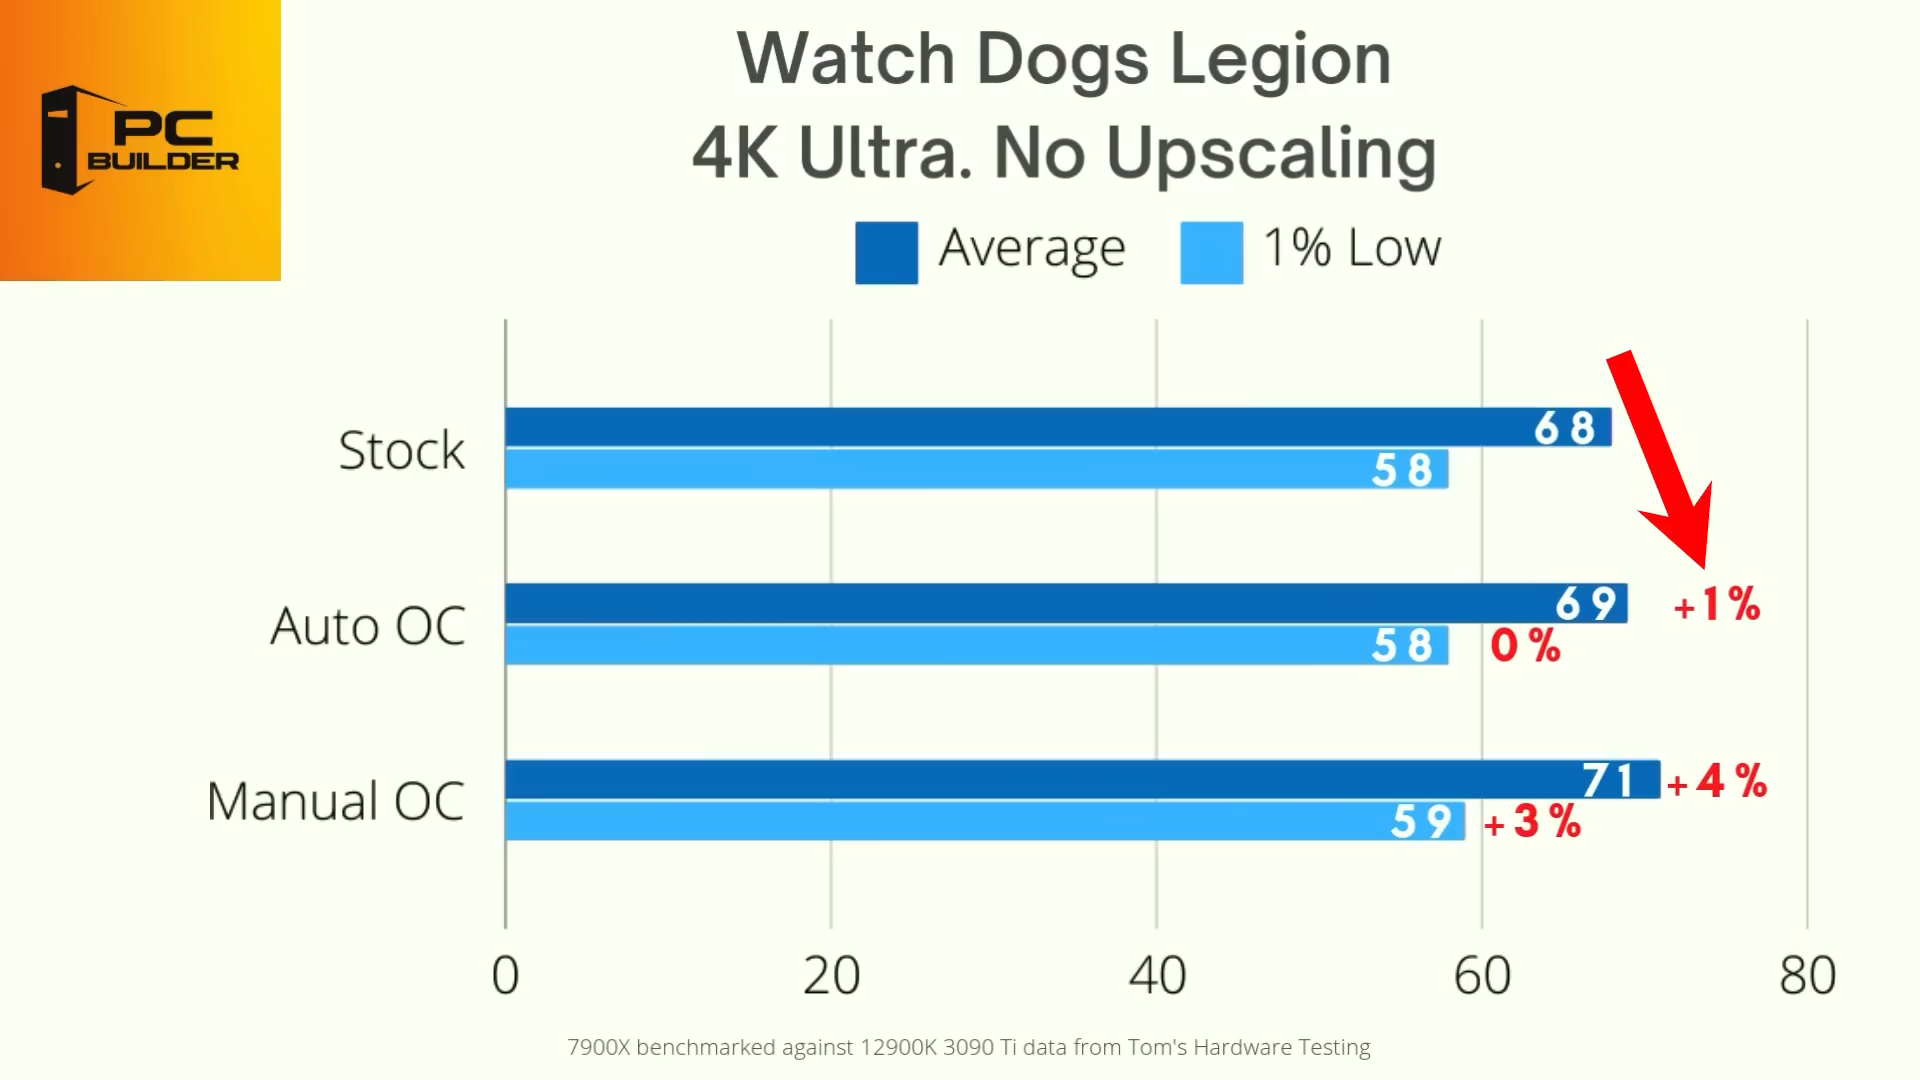 PC
BUILDER
Watch Dogs Legion
4K Ultra. No Upscaling
Average
1% Low
Stock
68
58
Auto OC
69
+1%
58
0%
Manual OC
71
+4%
59
+3%
0
20
40
60
80
7900X benchmarked against 12900K 3090 Ti data from Tom's Hardware Testing